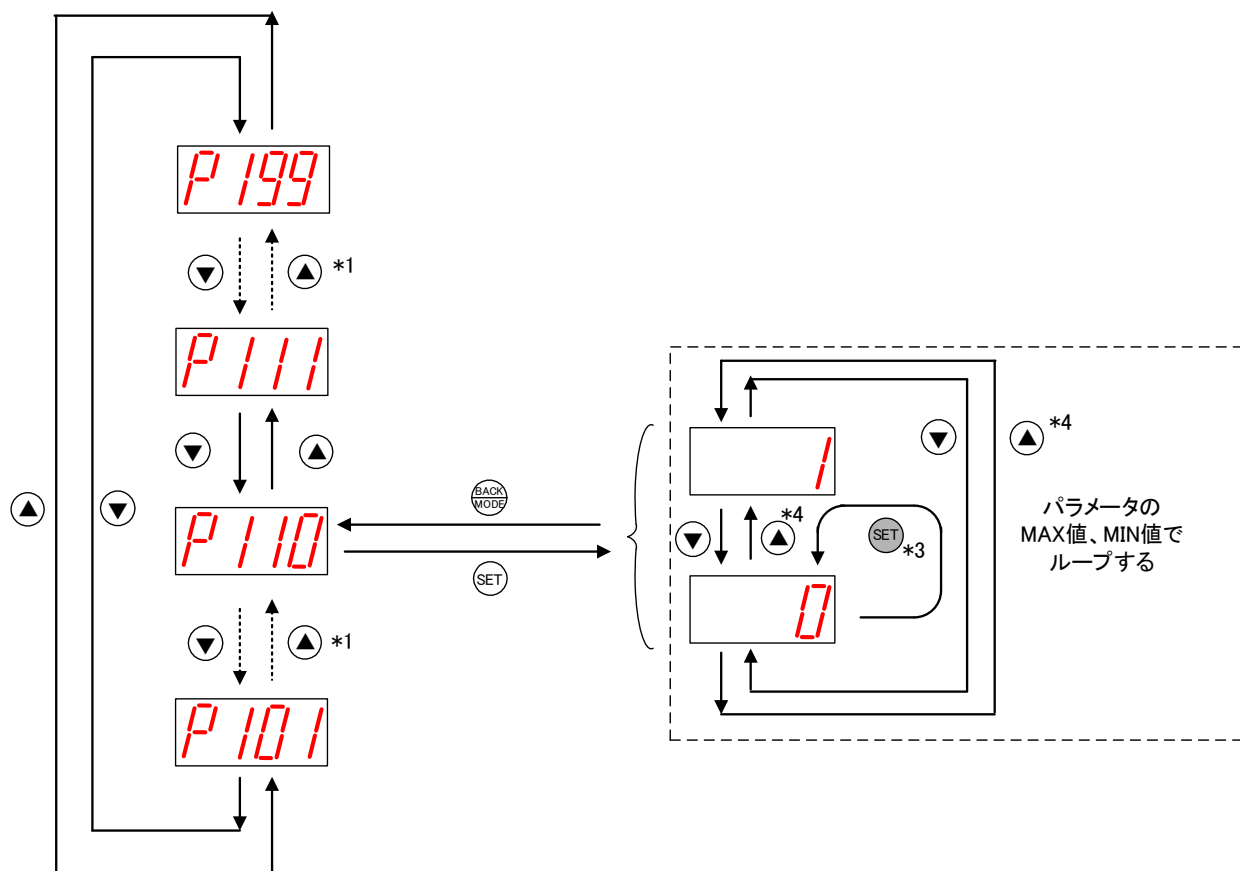 P199
▼
▲
*1
P111
▼
▲
▲
▼
P110
BACK
MODE
SET
▼
▲
*1
P101
1
▼
▲
*4
▼
▲
*4
SET
*3
0
パラメータの
MAX値、MIN値で
ループする